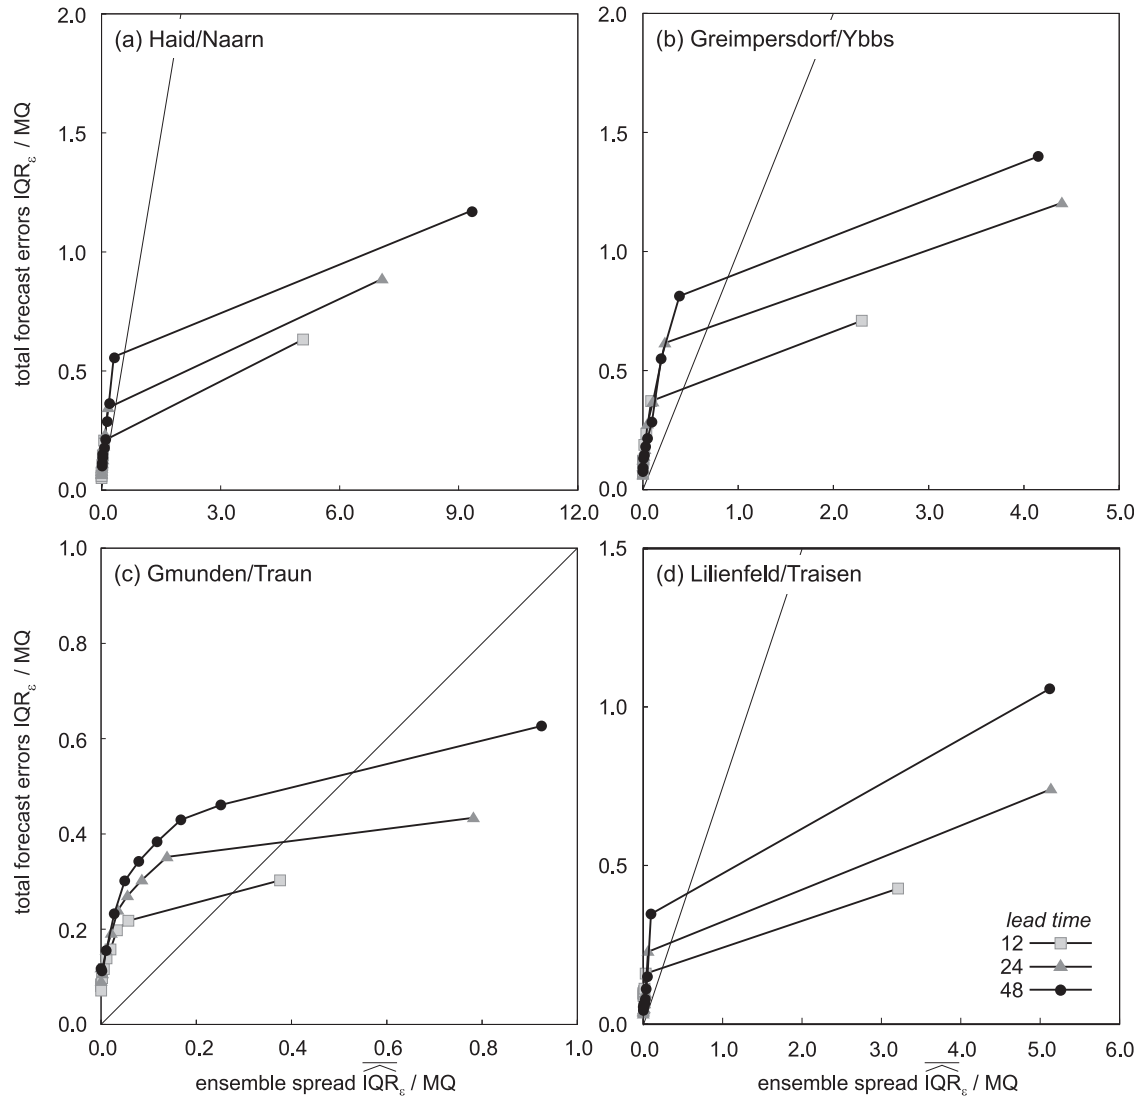 (a) Haid/Naarn
2.0
1.5
1.0
0.5
0.0
0.0 3.0 6.0 9.0 12.0
total forecast errors IQRε / MQ
(b) Greimpersdorf/Ybbs
2.0
1.5
1.0
0.5
0.0
0.0 1.0 2.0 3.0 4.0 5.0
(c) Gmunden/Traun
1.0
0.8
0.6
0.4
0.2
0.0
0.0 0.2 0.4 0.6 0.8 1.0
total forecast errors IQRε / MQ
ensemble spread IQRε / MQ
(d) Lilienfeld/Traisen
1.5
1.0
0.5
0.0
0.0 1.0 2.0 3.0 4.0 5.0 6.0
lead time
12
24
48
ensemble spread IQRε / MQ